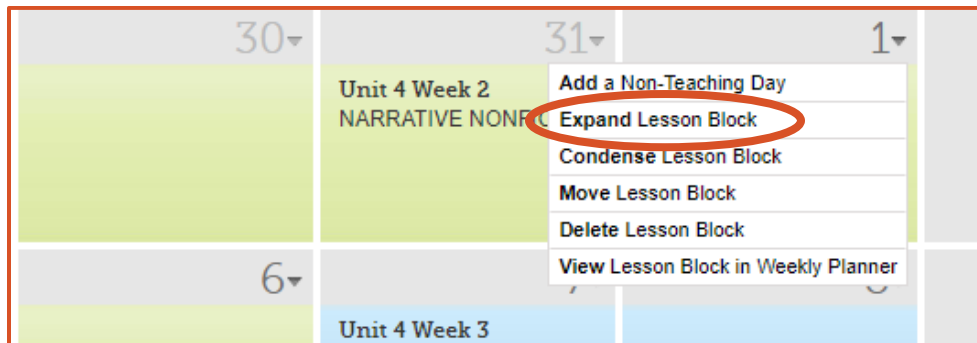 30
31
1
Unit 4 Week 2
NARRATIVE
Add a Non-Teaching Day
Expand Lesson Block
Condense Lesson Block
Move Lesson Block
Delete Lesson Block
View Lesson Block in Weekly Planner
6
Unit 4 Week 3